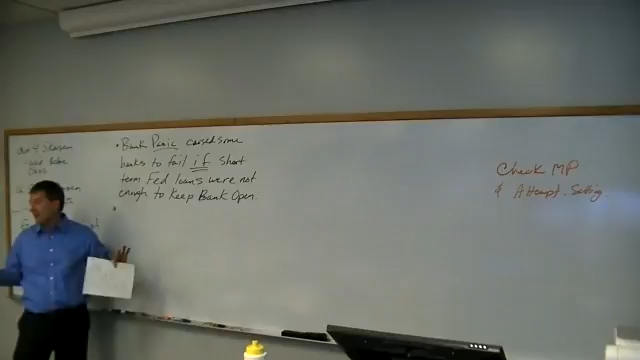 • Bank Panic caused some
banks to fail if short
term Fed loans were not
enough to Keep Bank Open.
•
Check MP
& Attempt. Setting